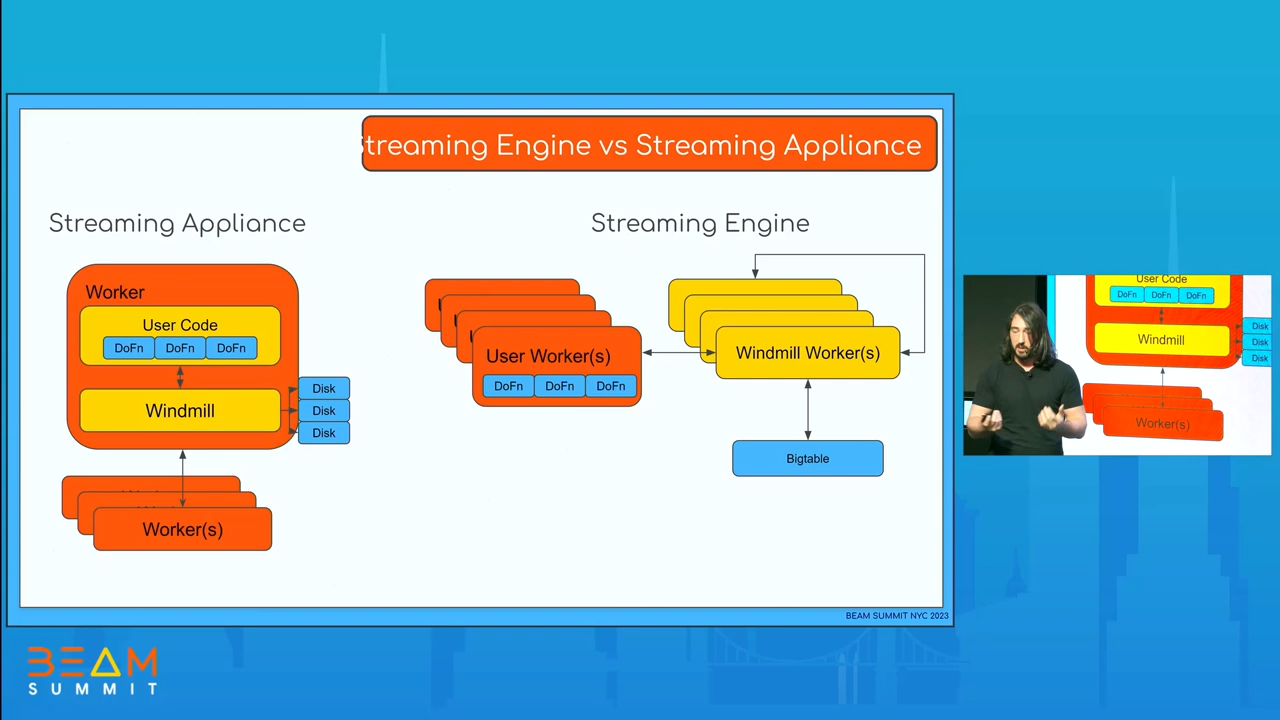 treaming Engine vs Streaming Appliance
Streaming Appliance
Streaming Engine
Worker
User Code
DoFn DoFn DoFn
Windmill
Disk
Disk
Disk
Worker(s)
User Worker(s)
DoFn DoFn DoFn
Windmill Worker(s)
Bigtable
BEAM SUMMIT NYC 2023
User Code
DoFn DoFn DoFn
Windmill
Disk
Disk
Disk
Worker(s)
BEAM
SUMMIT